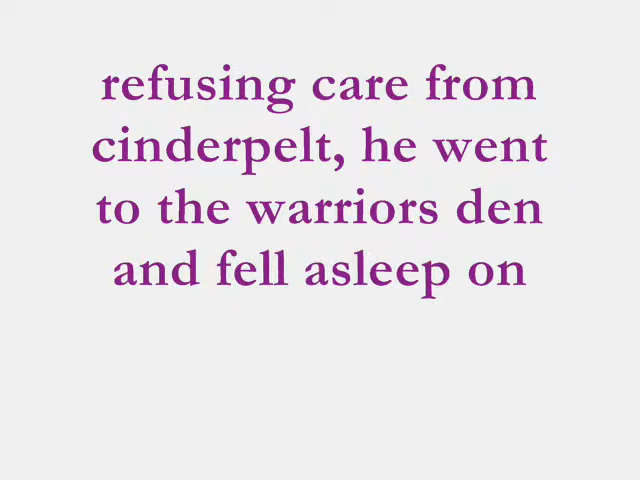 refusing care from
cinderpelt, he went
to the warriors den
and fell asleep on